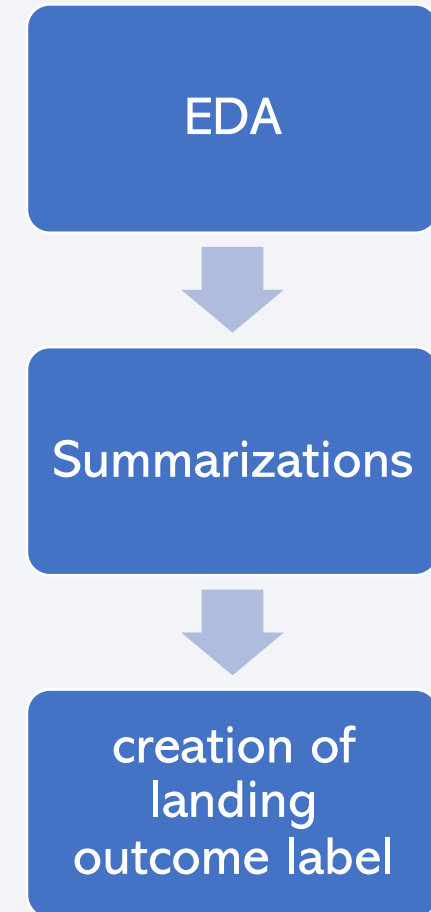 EDA
Summarizations
creation of
landing
outcome label